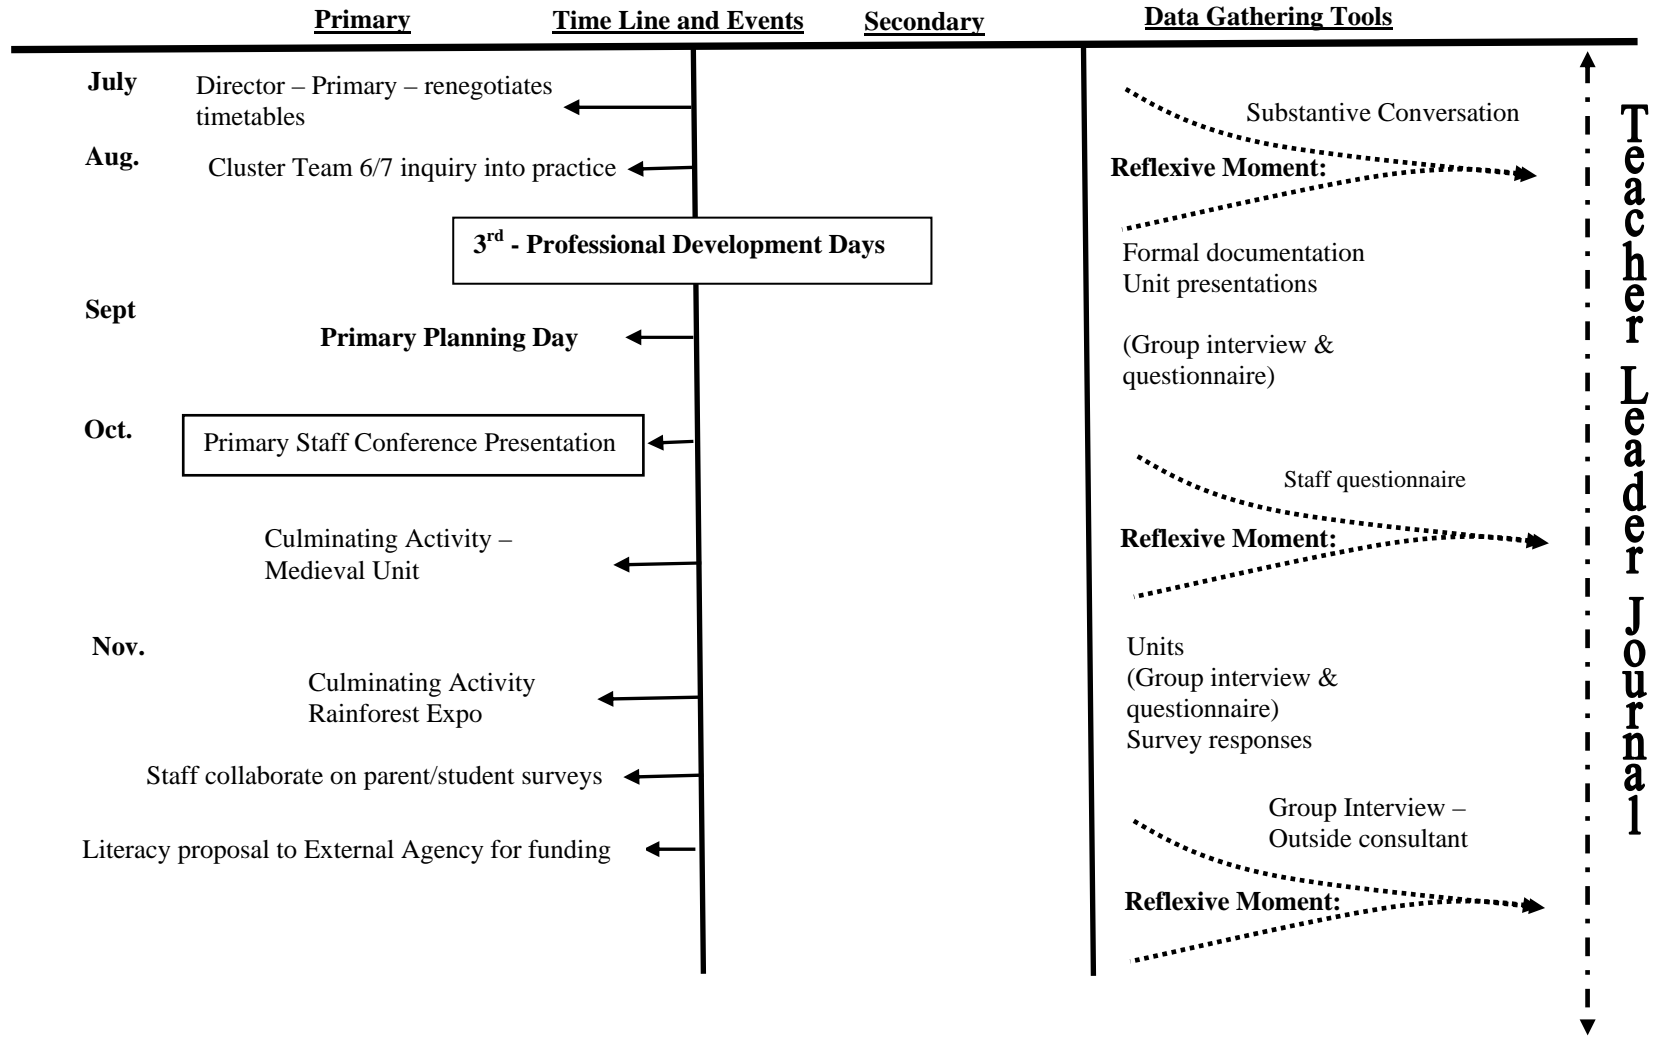 Primary
Time Line and Events
Secondary
Data Gathering Tools
July
Director – Primary – renegotiates
timetables
Aug.
Cluster Team 6/7 inquiry into practice
3rd - Professional Development Days
Sept
Primary Planning Day
Oct.
Primary Staff Conference Presentation
Culminating Activity –
Medieval Unit
Nov.
Culminating Activity
Rainforest Expo
Staff collaborate on parent/student surveys
Literacy proposal to External Agency for funding
Substantive Conversation
Reflexive Moment:
Formal documentation
Unit presentations
(Group interview &
questionnaire)
Staff questionnaire
Reflexive Moment:
Units
(Group interview &
questionnaire)
Survey responses
Group Interview –
Outside consultant
Reflexive Moment:
Teacher Leader Journal